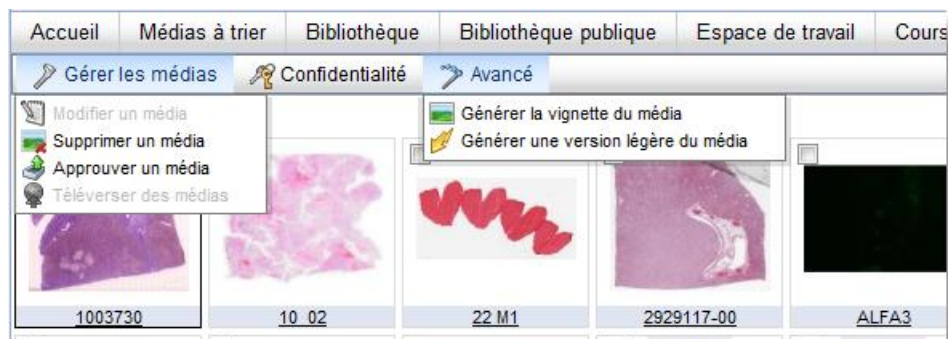 Accueil Médias à trier Bibliothèque Bibliothèque publique Espace de travail Cours
Gérer les médias Confidentialité Avancé
Modifier un média
Supprimer un média
Approuver un média
Téléverser des médias
Générer la vignette du média
Générer une version légère du média
1003730 10_02 22 M1 2929117-00 ALFA3